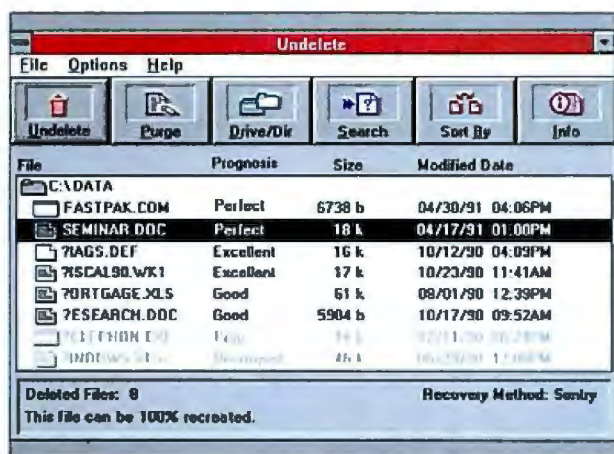 Undelete
File Options Help
Undelete Purge Drive/Dir Search Sort By Info
File Prognosis Size Modified Date
C:\DATA
FASTPAK.COM Perfect 6738 b 04/30/91 04:06PM
SEMINAR.DOC Perfect 18 k 04/17/91 01:00PM
?IAGS.DEF Excellent 16 k 10/12/90 04:09PM
?ISCAL90.WK1 Excellent 17 k 10/23/90 11:41AM
?ORTGAGE.XLS Good 61 k 08/01/90 12:39PM
?ESEARCH.DOC Good 5904 b 10/17/90 09:52AM
Deleted Files: 8 Recovery Method: Sentry
This file can be 100% recreated.